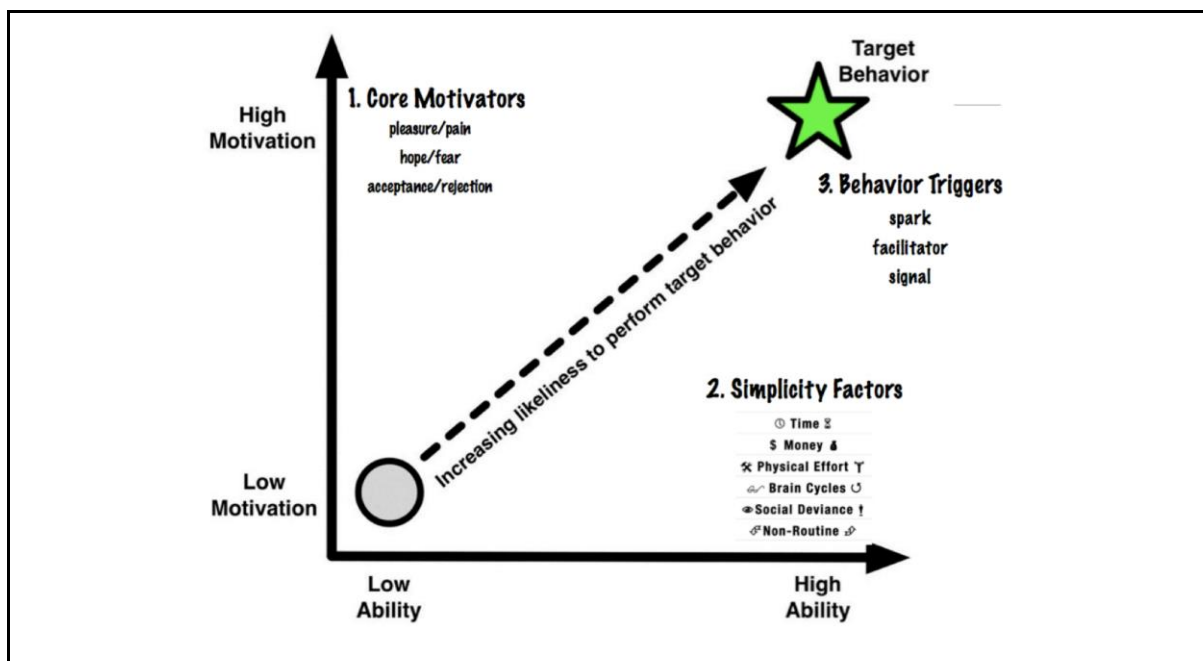 Target
Behavior
High
Motivation
1. Core Motivators
pleasure/pain
hope/fear
acceptance/rejection
3. Behavior Triggers
spark
facilitator
signal
Increasing likeliness to perform target behavior
2. Simplicity Factors
Time
$ Money
Physical Effort
Brain Cycles
Social Deviance
Non-Routine
Low
Motivation
Low
Ability
High
Ability